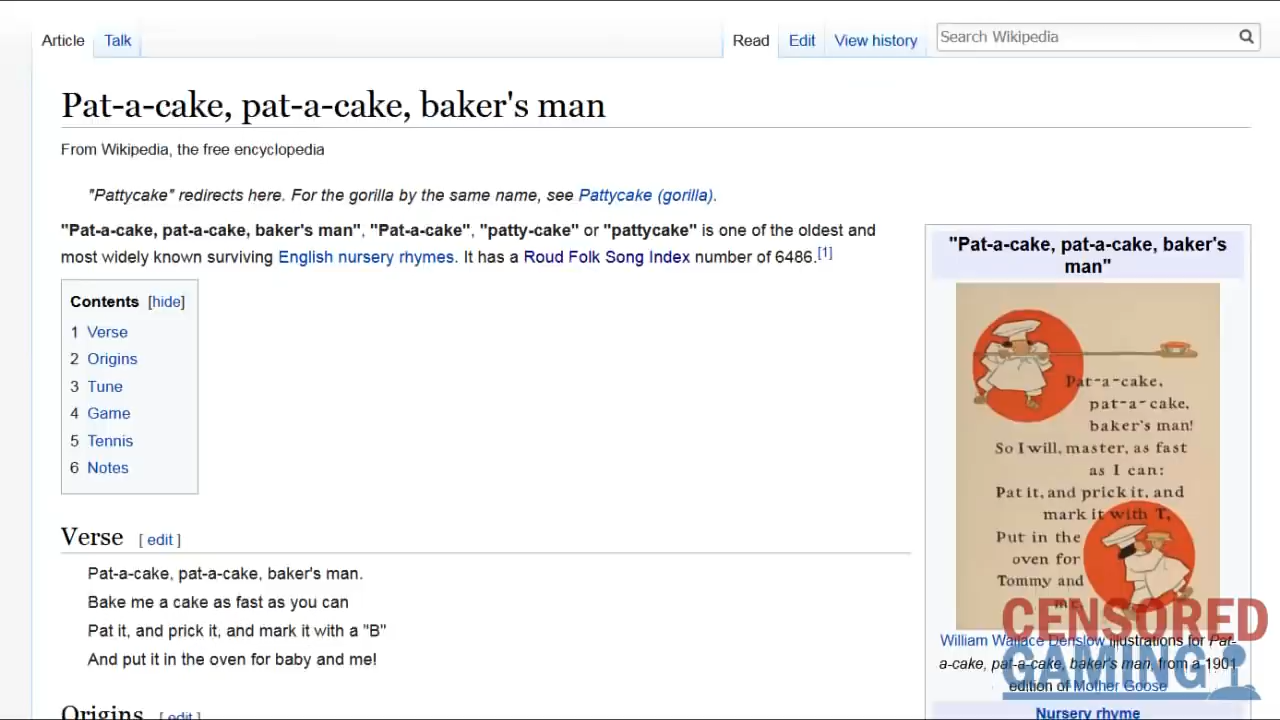 Article Talk Read Edit View history Search Wikipedia
Pat-a-cake, pat-a-cake, baker's man
From Wikipedia, the free encyclopedia
"Pattycake" redirects here. For the gorilla by the same name, see Pattycake (gorilla).
"Pat-a-cake, pat-a-cake, baker's man", "Pat-a-cake", "patty-cake" or "pattycake" is one of the oldest and
most widely known surviving English nursery rhymes. It has a Roud Folk Song Index number of 6486.[1]
Contents [hide]
1 Verse
2 Origins
3 Tune
4 Game
5 Tennis
6 Notes
Verse [ edit ]
Pat-a-cake, pat-a-cake, baker's man.
Bake me a cake as fast as you can
Pat it, and prick it, and mark it with a "B"
And put it in the oven for baby and me!
Origins [ edit ]
"Pat-a-cake, pat-a-cake, baker's
man"
Pat-a-cake,
pat-a-cake,
baker's man!
So I will, master, as fast
as I can:
Pat it, and prick it, and
mark it with T,
Put in the
oven for
Tommy and
me.
William Wallace Denslow illustrations for Pat-
a-cake, pat-a-cake, baker's man, from a 1901
edition of Mother Goose
Nursery rhyme
CENSORED
GAMING